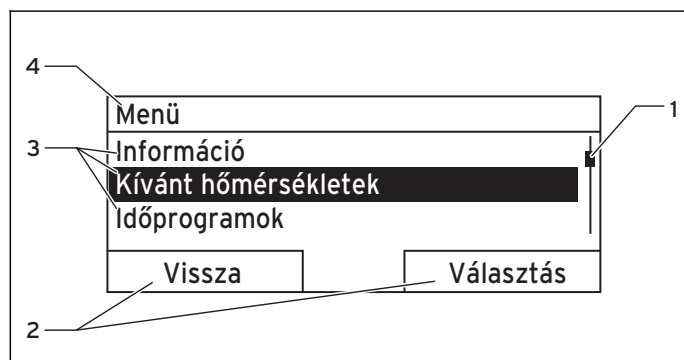 4
Menü
1
3
Információ
Kívánt hőmérsékletek
Időprogramok
Vissza
Választás
2